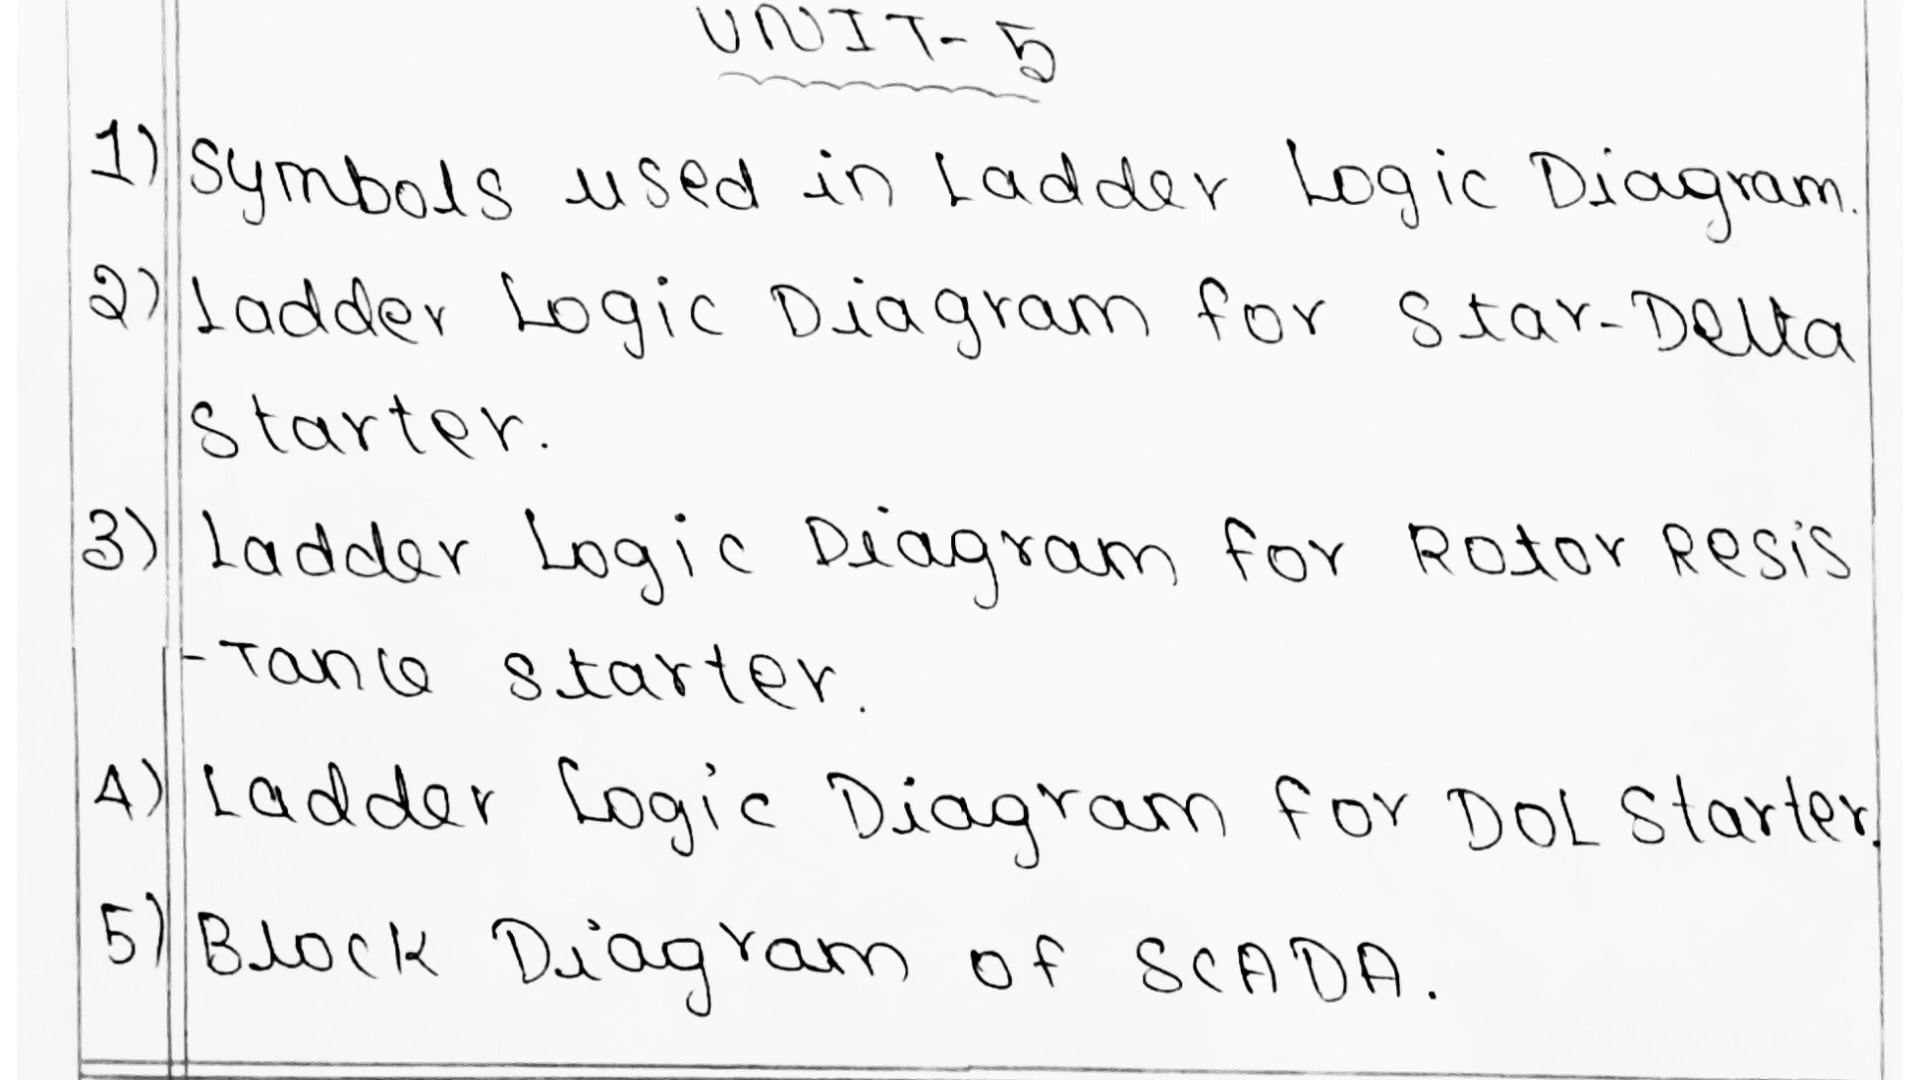 UNIT-5
1) Symbols used in Ladder Logic Diagram.
2) Ladder Logic Diagram for Star-Delta
Starter.
3) Ladder Logic Diagram for Rotor Resis
-Tance starter.
4) Ladder Logic Diagram for DOL Starter.
5) Block Diagram of SCADA.